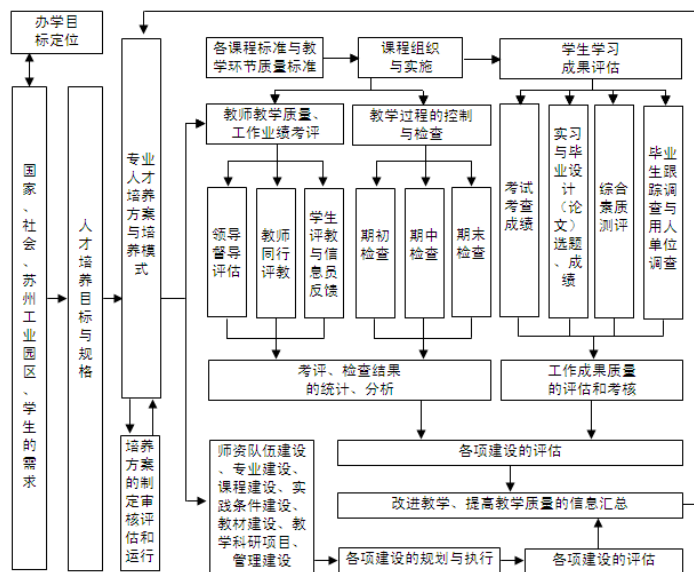 办学目
标定位
国家、社会、苏州工业园区、学生的需求
人才培养目标与规格
专业
人才
培养
方案
与培
养模
式
培养
方案
的制
定审
核评
估和
运行
各课程标准与教
学环节质量标准
课程组织
与实施
学生学习
成果评估
教师教学质量、
工作业绩考评
教学过程的控制
与检查
领导
督导
评估
教师
同行
评教
学生
评教
与信
息员
反馈
期初
检查
期中
检查
期末
检查
考试
考查
成绩
实习
与毕
业设
计
（论
文）
选题
、成
绩
综合
素质
测评
毕业
生跟
踪调
查与
用人
单位
调查
考评、检查结果
的统计、分析
工作成果质量
的评估和考核
师资队伍建设
、专业建设、
课程建设、实
践条件建设、
教材建设、教
学科研项目、
管理建设
各项建设的评估
改进教学、提高教学质量的信息汇总
各项建设的规划与执行
各项建设的评估